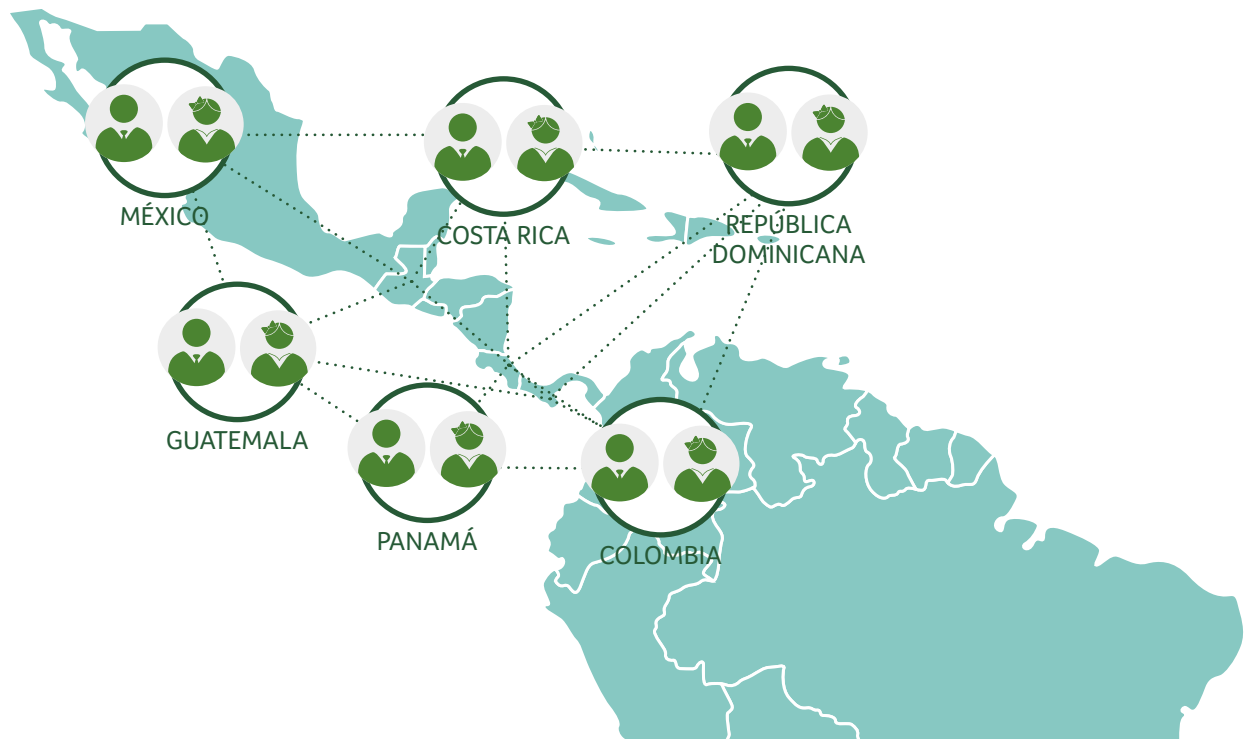 MÉXICO
COSTA RICA
REPÚBLICA
DOMINICANA
GUATEMALA
PANAMÁ
COLOMBIA